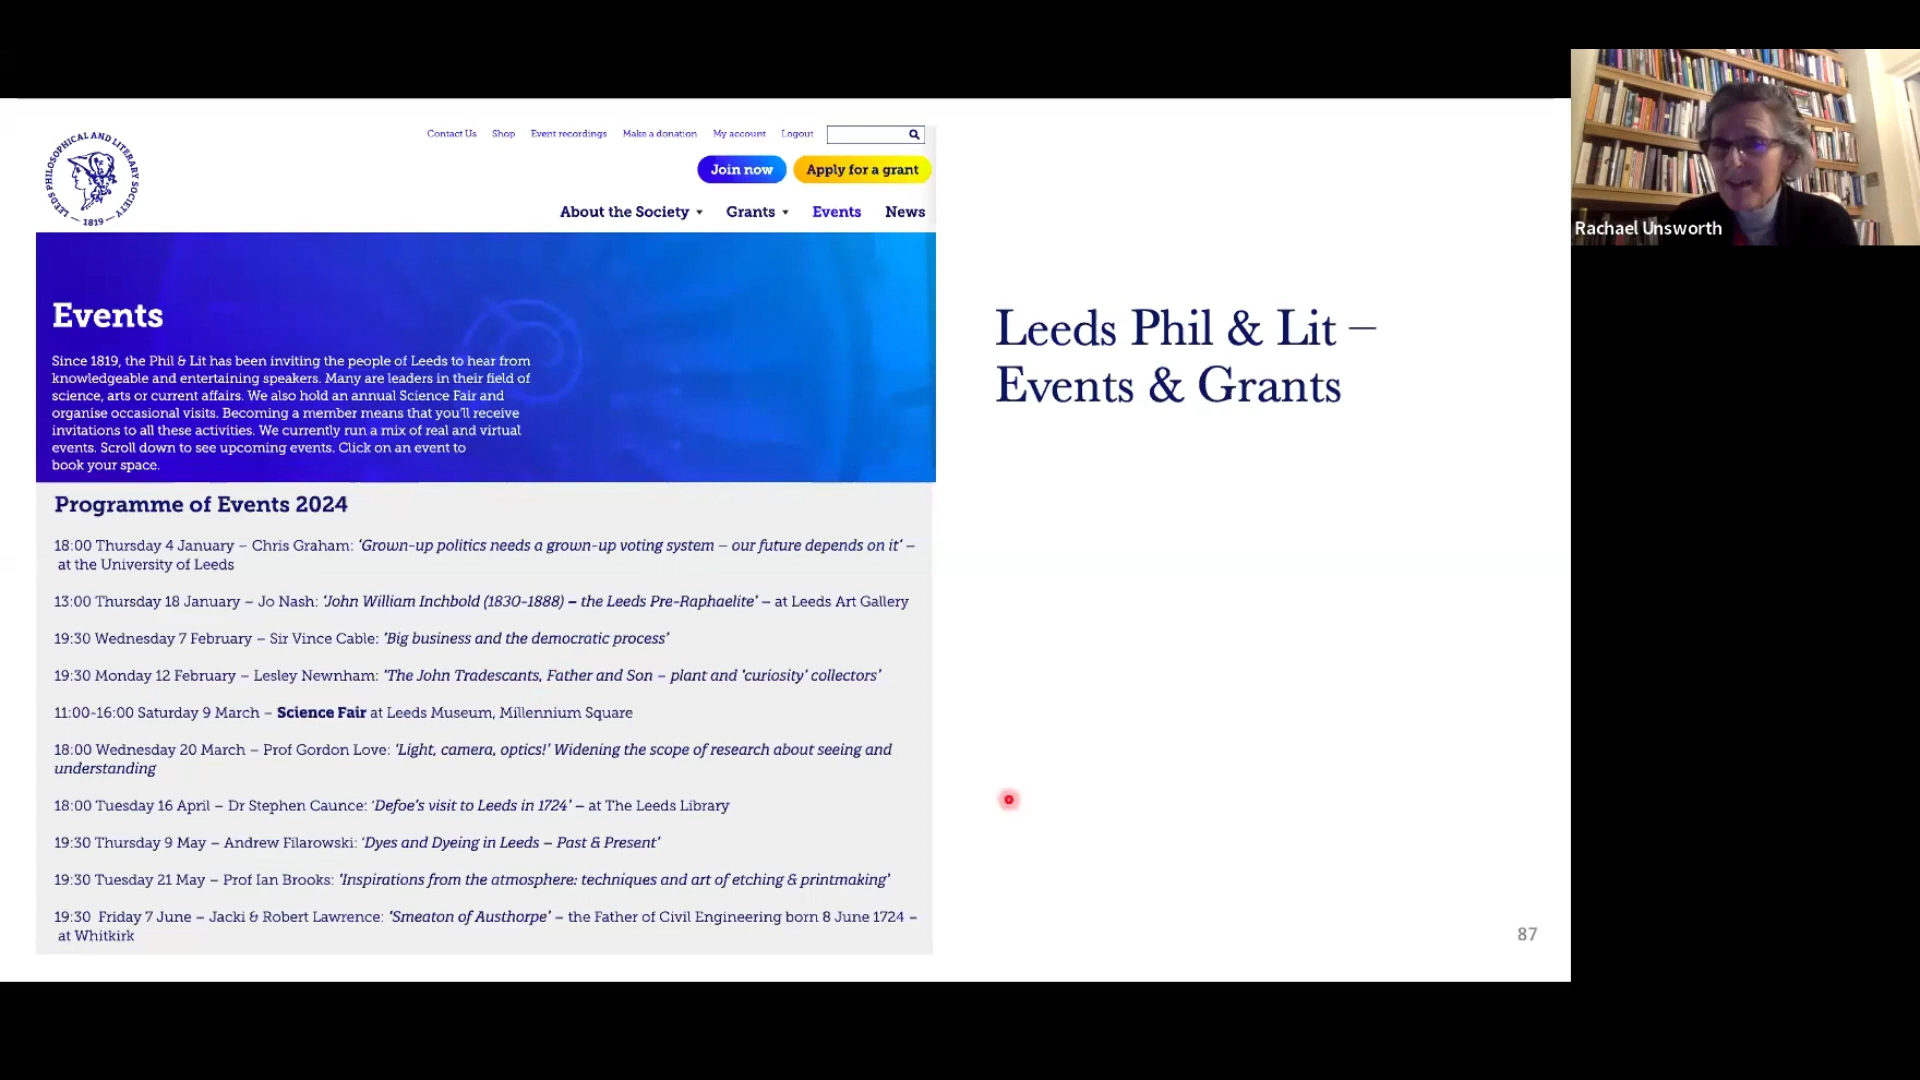 LEEDS PHILOSOPHICAL AND LITERARY SOCIETY
— 1819 —
Contact Us Shop Event recordings Make a donation My account Logout
Join now Apply for a grant
About the Society Grants Events News
Events
Since 1819, the Phil & Lit has been inviting the people of Leeds to hear from
knowledgeable and entertaining speakers. Many are leaders in their field of
science, arts or current affairs. We also hold an annual Science Fair and
organise occasional visits. Becoming a member means that you'll receive
invitations to all these activities. We currently run a mix of real and virtual
events. Scroll down to see upcoming events. Click on an event to
book your space.
Programme of Events 2024
18:00 Thursday 4 January – Chris Graham: ‘Grown-up politics needs a grown-up voting system – our future depends on it‘ –
at the University of Leeds
13:00 Thursday 18 January – Jo Nash: ‘John William Inchbold (1830-1888) – the Leeds Pre-Raphaelite’ – at Leeds Art Gallery
19:30 Wednesday 7 February – Sir Vince Cable: ‘Big business and the democratic process’
19:30 Monday 12 February – Lesley Newnham: ‘The John Tradescants, Father and Son – plant and ‘curiosity‘ collectors’
11:00-16:00 Saturday 9 March – Science Fair at Leeds Museum, Millennium Square
18:00 Wednesday 20 March – Prof Gordon Love: ‘Light, camera, optics!’ Widening the scope of research about seeing and
understanding
18:00 Tuesday 16 April – Dr Stephen Caunce: ‘Defoe’s visit to Leeds in 1724’ – at The Leeds Library
19:30 Thursday 9 May – Andrew Filarowski: ‘Dyes and Dyeing in Leeds – Past & Present’
19:30 Tuesday 21 May – Prof Ian Brooks: ‘Inspirations from the atmosphere: techniques and art of etching & printmaking’
19:30 Friday 7 June – Jacki & Robert Lawrence: ‘Smeaton of Austhorpe’ – the Father of Civil Engineering born 8 June 1724 –
at Whitkirk
Leeds Phil & Lit –
Events & Grants
87
Rachael Unsworth